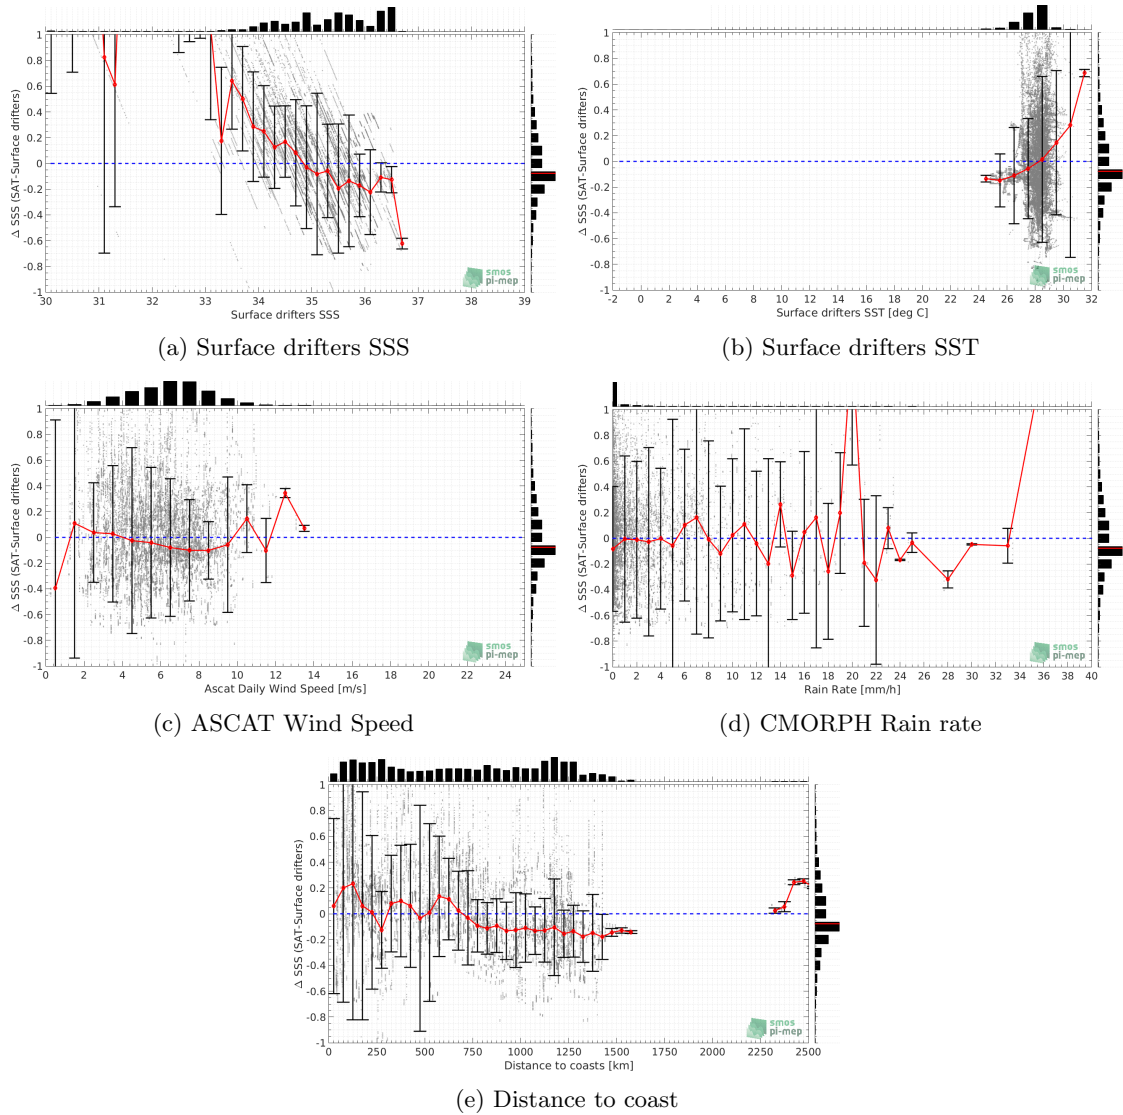 Δ SSS (SAT-Surface drifters)
1
0.8
0.6
0.4
0.2
0
-0.2
-0.4
-0.6
-0.8
-1
30 31 32 33 34 35 36 37 38 39
Surface drifters SSS
smos
pi-mep
(a) Surface drifters SSS
Δ SSS (SAT-Surface drifters)
1
0.8
0.6
0.4
0.2
0
-0.2
-0.4
-0.6
-0.8
-1
-2 0 2 4 6 8 10 12 14 16 18 20 22 24 26 28 30 32
Surface drifters SST [deg C]
smos
pi-mep
(b) Surface drifters SST
Δ SSS (SAT-Surface drifters)
1
0.8
0.6
0.4
0.2
0
-0.2
-0.4
-0.6
-0.8
-1
0 2 4 6 8 10 12 14 16 18 20 22 24
Ascat Daily Wind Speed [m/s]
smos
pi-mep
(c) ASCAT Wind Speed
Δ SSS (SAT-Surface drifters)
1
0.8
0.6
0.4
0.2
0
-0.2
-0.4
-0.6
-0.8
-1
0 2 4 6 8 10 12 14 16 18 20 22 24 26 28 30 32 34 36 38 40
Rain Rate [mm/h]
smos
pi-mep
(d) CMORPH Rain rate
Δ SSS (SAT-Surface drifters)
1
0.8
0.6
0.4
0.2
0
-0.2
-0.4
-0.6
-0.8
-1
0 250 500 750 1000 1250 1500 1750 2000 2250 2500
Distance to coasts [km]
smos
pi-mep
(e) Distance to coast